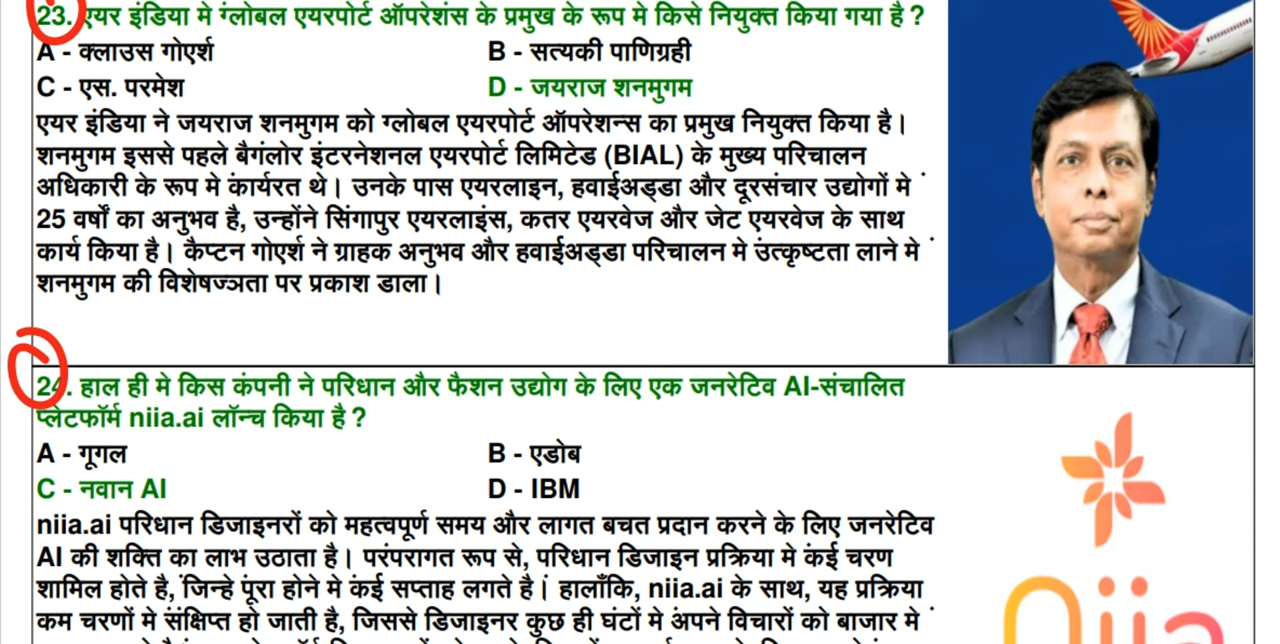 23. एयर इंडिया मे ग्ंलोबल एयरपोर्ट ऑपरेशंस के प्रमुख के रूप मे किसे नियुक्त किया गया है ?
A - क्लाउस गोएर्श
B - सत्यकी पाणिग्रही
C - एस. परमेश
D - जयराज शनमुगम
एयर इंडिया ने जयराज शनमुगम को ग्लोबल एयरपोर्ट ऑपरेशन्स का प्रमुख नियुक्त किया है।
शनमुगम इससे पहले बैगंलोर इंटरनेशनल एयरपोर्ट लिमिटेड (BIAL) के मुख्य परिचालन
अधिकारी के रूप मे कंार्यरत थे। उनके पास एयरलाइन, हवाईअड्डा और दूरसंचार उद्योगों मे ं
25 वर्षों का अनुभव है, उन्होंने सिंगापुर एयरलाइंस, कतर एयरवेज और जेट एयरवेज के साथ
कार्य किया है। कैप्टन गोएर्श ने ग्राहक अनुभव और हवाईअड्डा परिचालन मे उंत्कृष्टता लाने मे ं
शनमुगम की विशेषज्ञता पर प्रकाश डाला।
24. हाल ही मे किस कंपनी ने परिधान और फैशन उद्योग के लिए एक जनरेटिव AI-संचालित
प्लेटफॉर्म niia.ai लॉन्च किया है ?
A - गूगल
B - एडोब
C - नवान AI
D - IBM
niia.ai परिधान डिजाइनरों को महत्वपूर्ण समय और लागत बचत प्रदान करने के लिए जनरेटिव
AI की शक्ति का लाभ उठाता है। परंपरागत रूप से, परिधान डिजाइन प्रक्रिया मे कंई चरण
शामिल होते है, ंजिन्हे पूंरा होने मे कंई सप्ताह लगते है। ं हालाँकि, niia.ai के साथ, यह प्रक्रिया
कम चरणों मे संंक्षिप्त हो जाती है, जिससे डिजाइनर कुछ ही घंटों मे अंपने विचारों को बाजार मे ं
niia